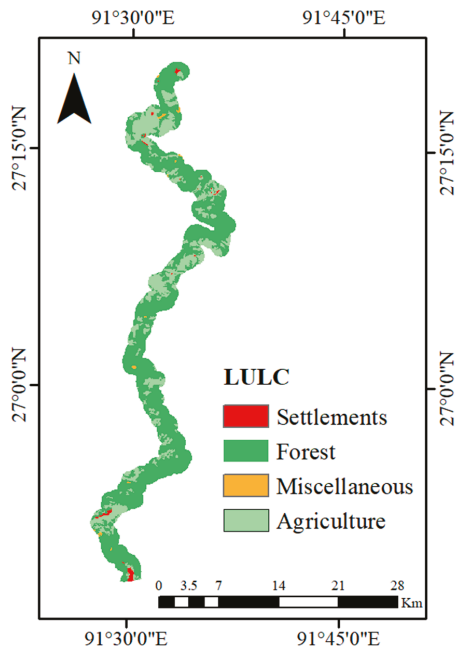 91°30'0"E 91°45'0"E
N
27°15'0"N 27°15'0"N
27°0'0"N 27°0'0"N
LULC
Settlements
Forest
Miscellaneous
Agriculture
0 3.5 7 14 21 28
Km
91°30'0"E 91°45'0"E